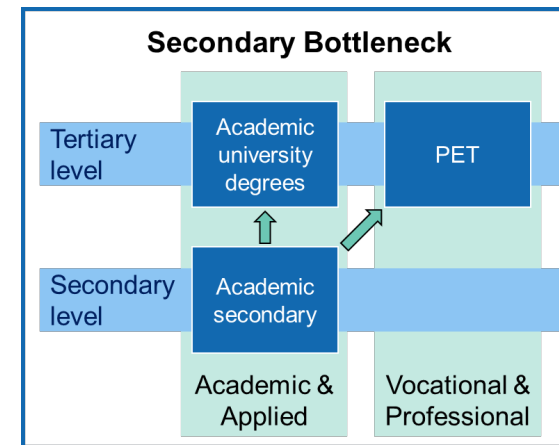 Secondary Bottleneck
Tertiary
level
Academic
university
degrees
PET
Secondary
level
Academic
secondary
Academic &
Applied
Vocational &
Professional